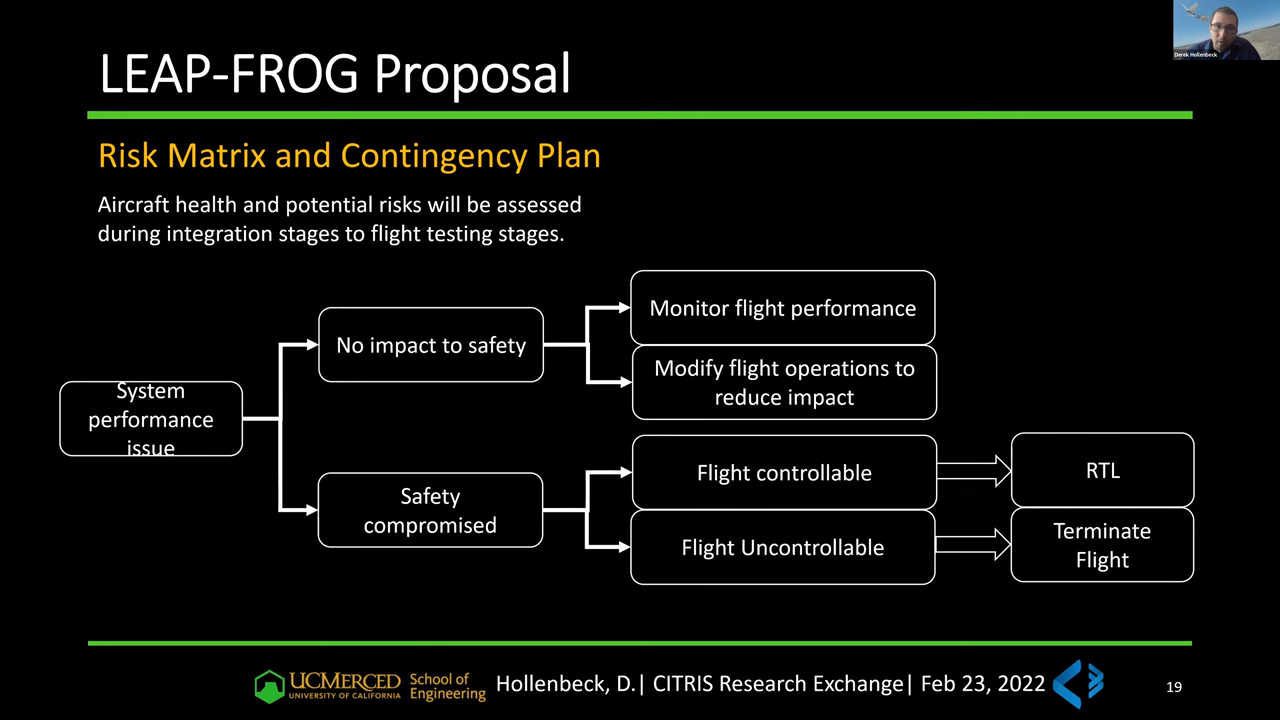 LEAP-FROG Proposal
Derek Hollenbeck
Risk Matrix and Contingency Plan
Aircraft health and potential risks will be assessed
during integration stages to flight testing stages.
System
performance
issue
No impact to safety
Safety
compromised
Monitor flight performance
Modify flight operations to
reduce impact
Flight controllable
Flight Uncontrollable
RTL
Terminate
Flight
UCMERCED
UNIVERSITY OF CALIFORNIA
School of
Engineering
Hollenbeck, D.| CITRIS Research Exchange| Feb 23, 2022
19